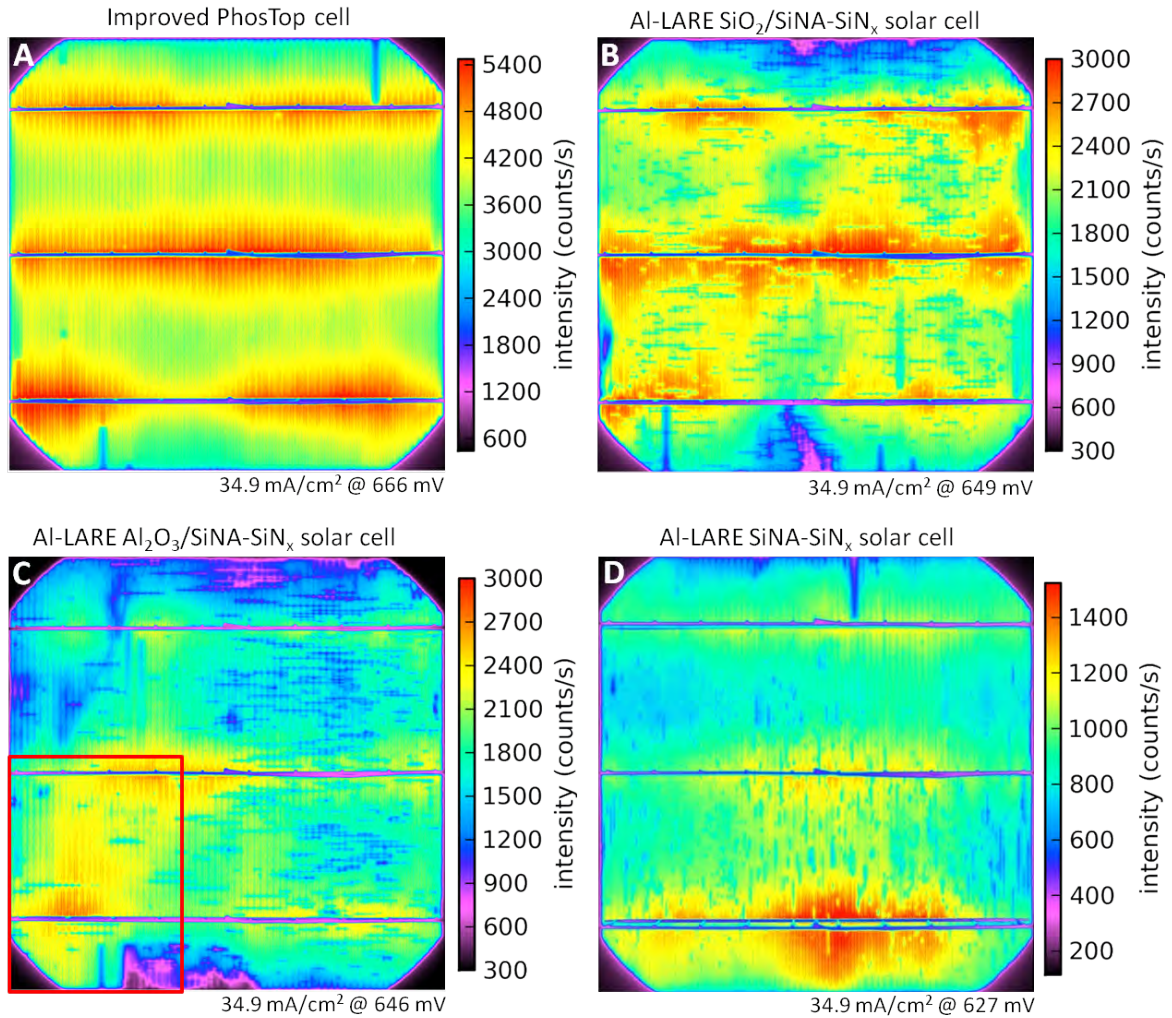 Improved PhosTop cell
A
5400
4800
4200
3600
3000
2400
1800
1200
600
intensity (counts/s)
34.9 mA/cm² @ 666 mV
Al-LARE SiO₂/SiNA-SiNₓ solar cell
B
3000
2700
2400
2100
1800
1500
1200
900
600
300
intensity (counts/s)
34.9 mA/cm² @ 649 mV
Al-LARE Al₂O₃/SiNA-SiNₓ solar cell
C
3000
2700
2400
2100
1800
1500
1200
900
600
300
intensity (counts/s)
34.9 mA/cm² @ 646 mV
Al-LARE SiNA-SiNₓ solar cell
D
1400
1200
1000
800
600
400
200
intensity (counts/s)
34.9 mA/cm² @ 627 mV